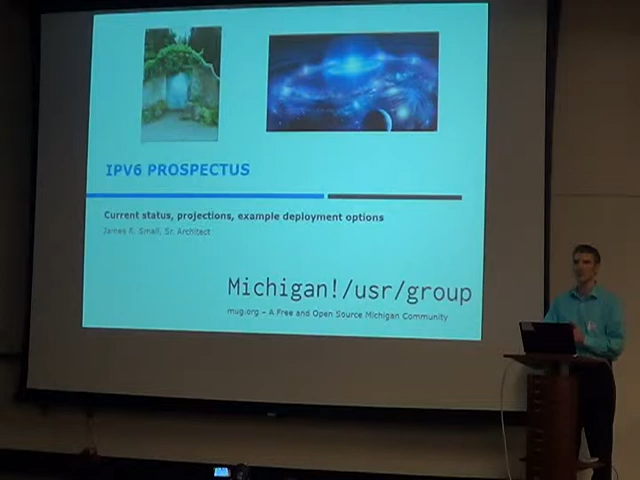 IPV6 PROSPECTUS
Current status, projections, example deployment options
James R. Small, Sr. Architect
Michigan!/usr/group
mug.org – A Free and Open Source Michigan Community